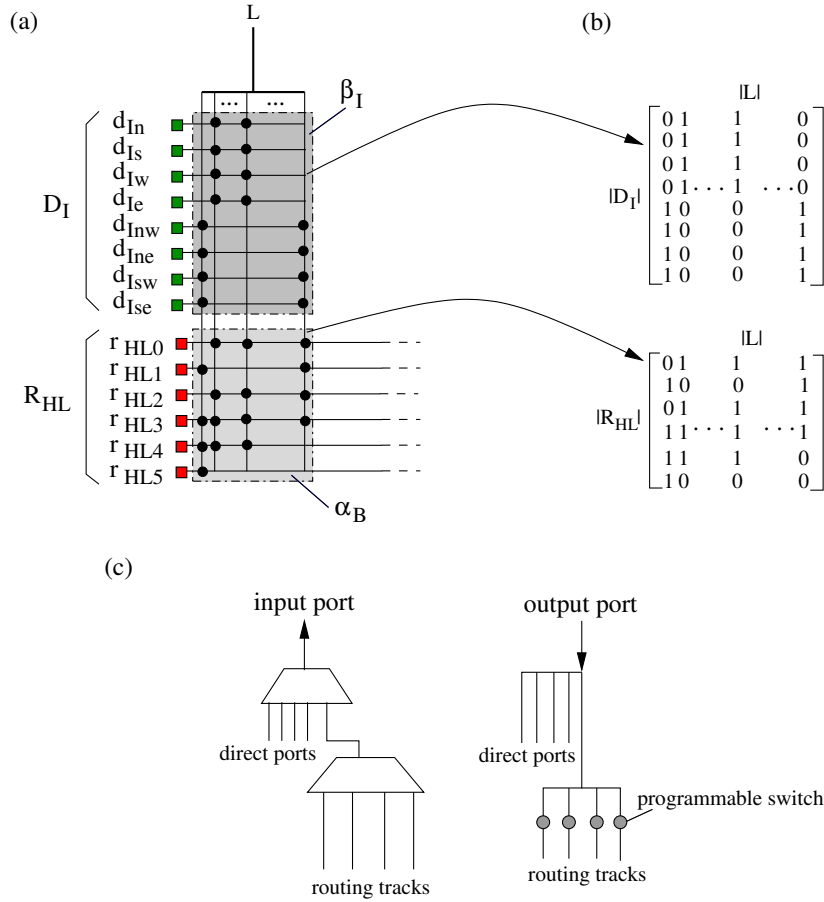 (a)
L
(b)
... ...
β_I
d_In
d_Is
d_Iw
d_Ie
d_Inw
d_Ine
d_Isw
d_Ise
D_I
r_HL0
r_HL1
r_HL2
r_HL3
r_HL4
r_HL5
R_HL
α_B
|L|
0 1 1 0
0 1 1 0
0 1 1 0
|D_I| 0 1 ... 1 ... 0
1 0 0 1
1 0 0 1
1 0 0 1
1 0 0 1
|L|
0 1 1 1
1 0 0 1
0 1 1 1
|R_HL| 1 1 ... 1 ... 1
1 1 1 0
1 0 0 0
(c)
input port
direct ports
routing tracks
output port
direct ports
programmable switch
routing tracks